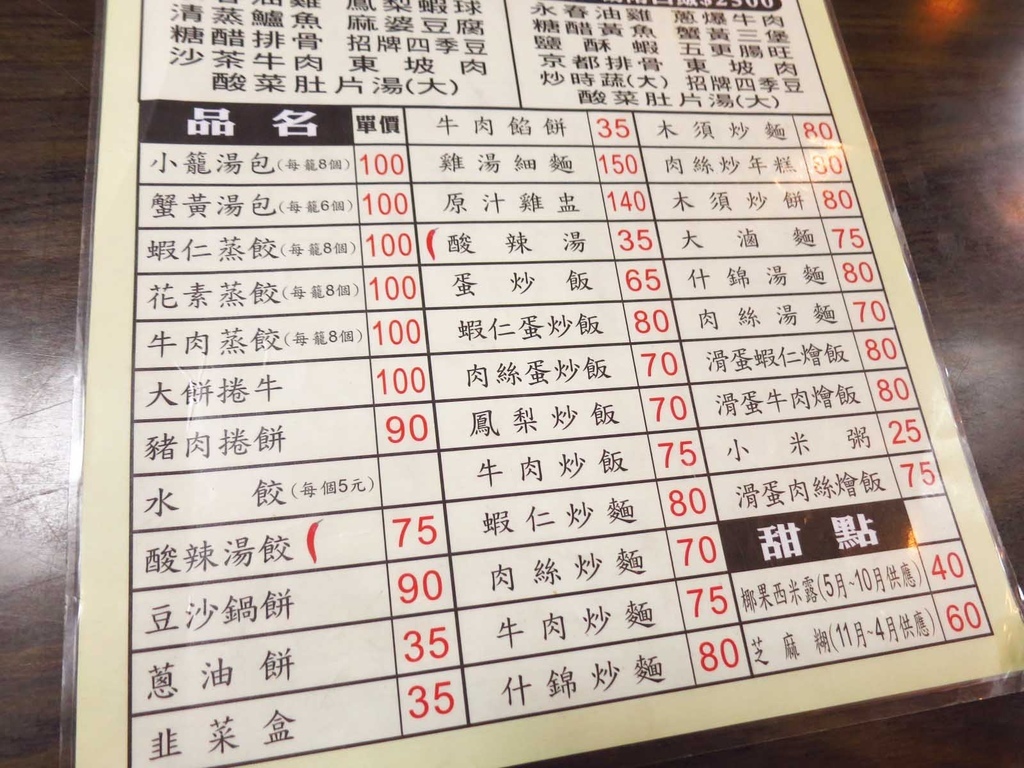 鳳梨蝦球
清蒸鱸魚 麻婆豆腐
糖醋排骨 招牌四季豆
沙茶牛肉 東坡肉
酸菜肚片湯(大)
永春油雞 蔥爆牛肉
糖醋黃魚 蟹黃三堡
鹽酥蝦 五更腸旺
京都排骨 東坡肉
炒時蔬(大) 招牌四季豆
酸菜肚片湯(大)
品名 單價
小籠湯包(每籠8個) 100
蟹黃湯包(每籠6個) 100
蝦仁蒸餃(每籠8個) 100
花素蒸餃(每籠8個) 100
牛肉蒸餃(每籠8個) 100
大餅捲牛 100
豬肉捲餅 90
水餃(每個5元)
酸辣湯餃 75
豆沙鍋餅 90
蔥油餅 35
韭菜盒 35
牛肉餡餅 35
雞湯細麵 150
原汁雞盅 140
酸辣湯 35
蛋炒飯 65
蝦仁蛋炒飯 80
肉絲蛋炒飯 70
鳳梨炒飯 70
牛肉炒飯 75
蝦仁炒麵 80
肉絲炒麵 70
牛肉炒麵 75
什錦炒麵 80
木須炒麵 80
肉絲炒年糕 80
木須炒餅 80
大滷麵 75
什錦湯麵 80
肉絲湯麵 70
滑蛋蝦仁燴飯 80
滑蛋牛肉燴飯 80
小米粥 25
滑蛋肉絲燴飯 75
甜點
椰果西米露(5月~10月供應) 40
芝麻糊(11月~4月供應) 60